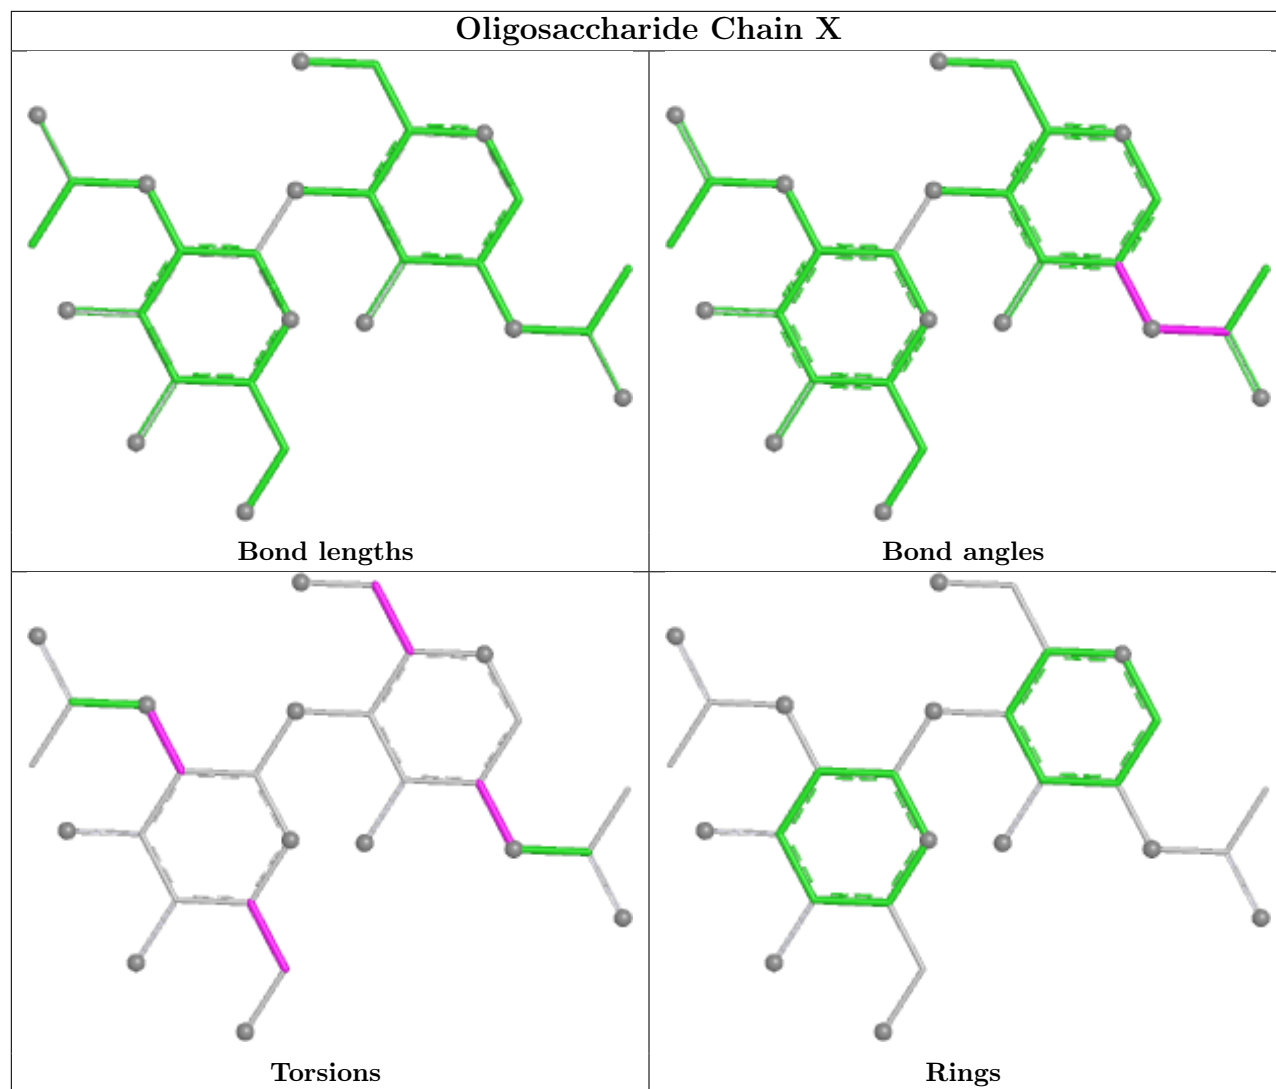 Oligosaccharide Chain X
Bond lengths
Bond angles
Torsions
Rings